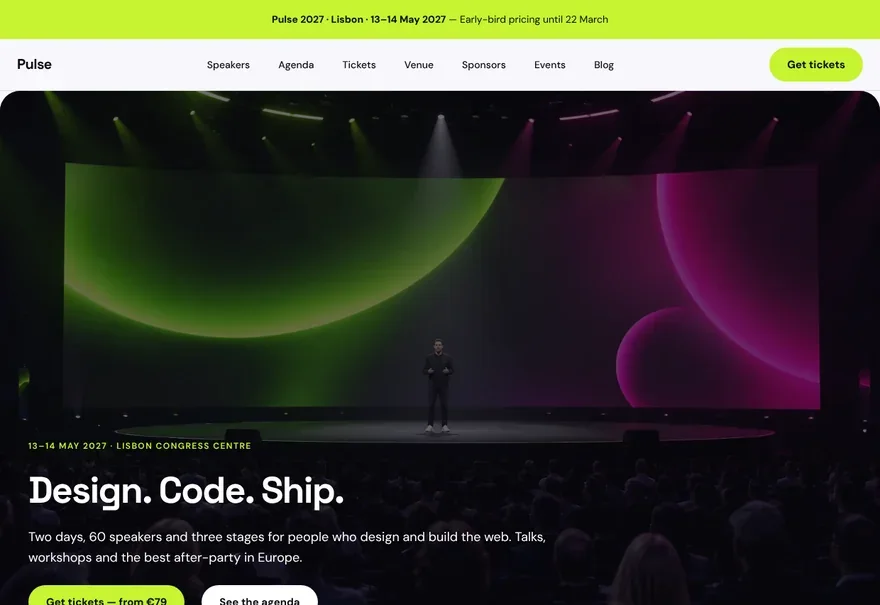 Pulse 2027 · Lisbon · 13–14 May 2027 — Early-bird pricing until 22 March
Pulse
Speakers
Agenda
Tickets
Venue
Sponsors
Events
Blog
Get tickets
13–14 MAY 2027 · LISBON CONGRESS CENTRE
Design. Code. Ship.
Two days, 60 speakers and three stages for people who design and build the web. Talks,
workshops and the best after-party in Europe.
Get tickets — from €79
See the agenda